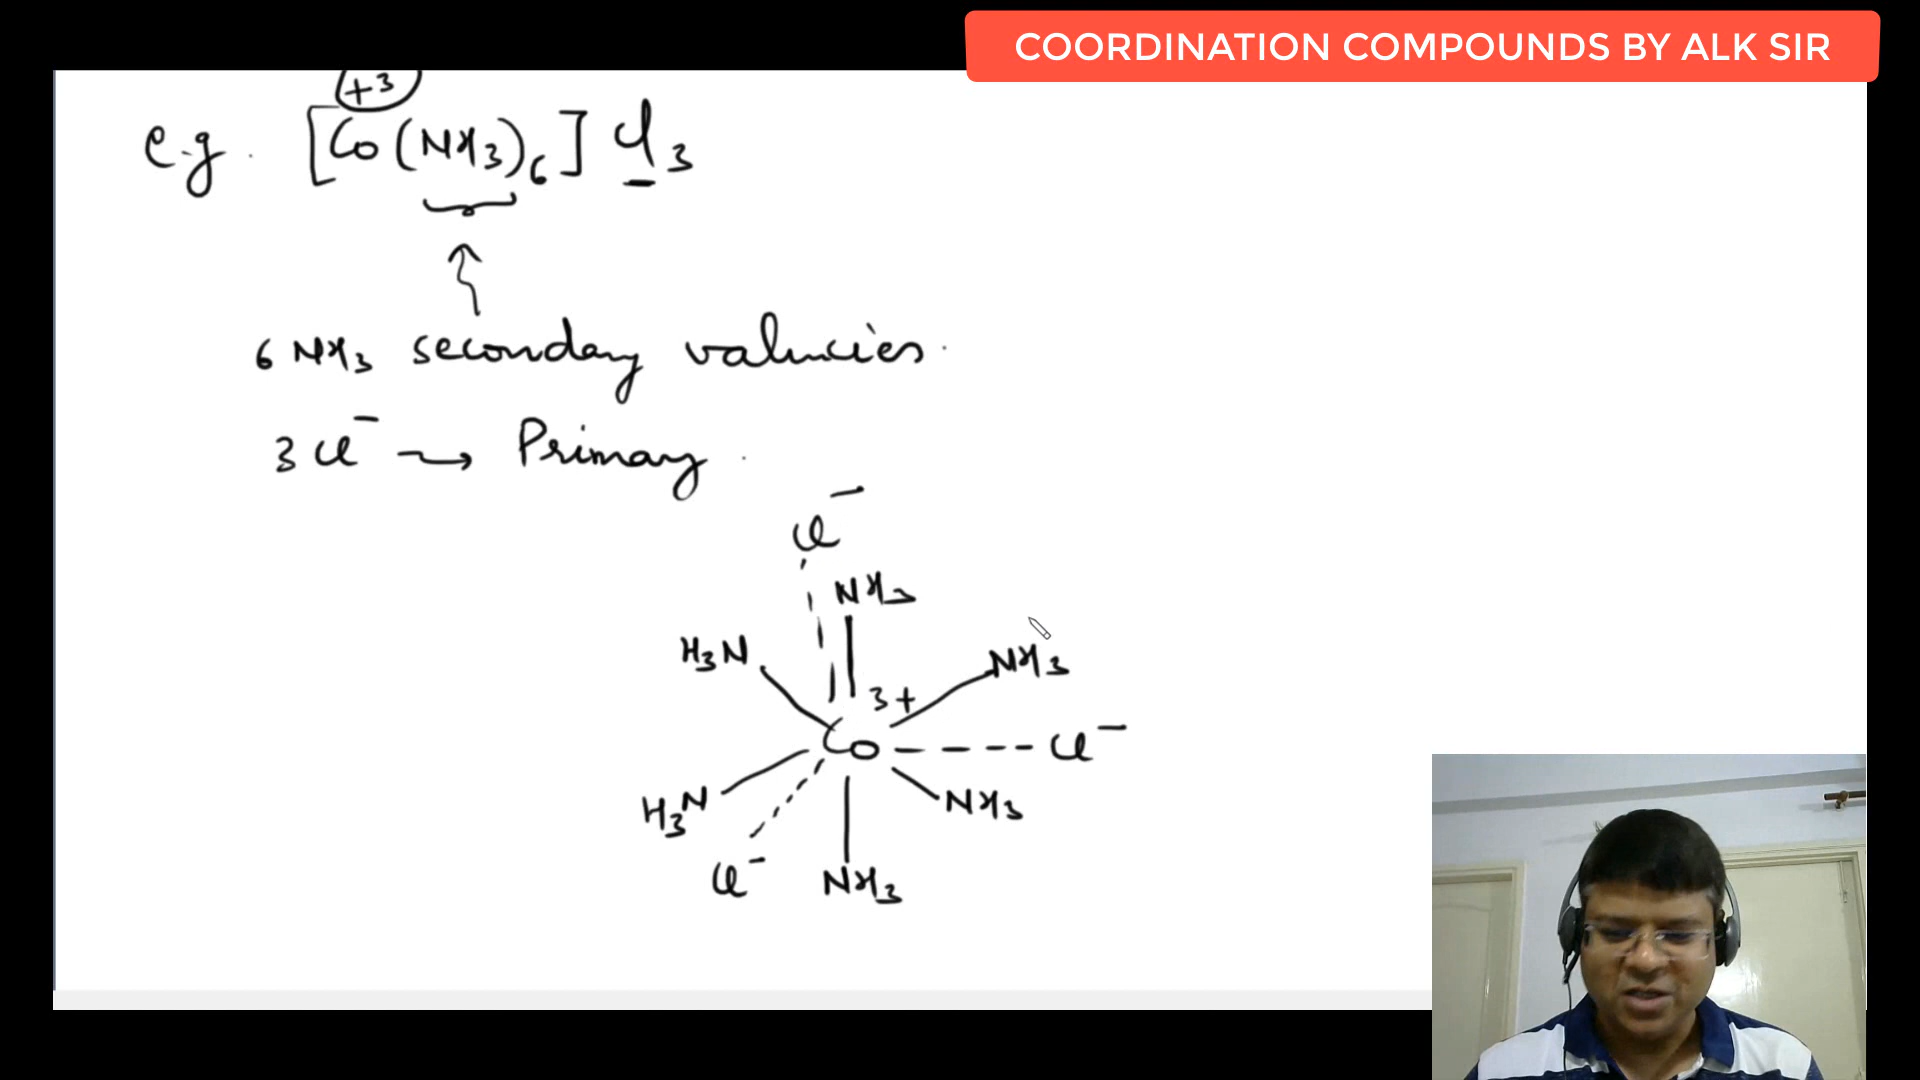 COORDINATION COMPOUNDS BY ALK SIR
+3
e.g. [Co(NH3)6]Cl3
6 NH3 secondary valencies.
3 Cl⁻ → Primary.
Cl⁻
NH3
H3N NH3
3+
Co Cl⁻
H3N NH3
Cl⁻ NH3